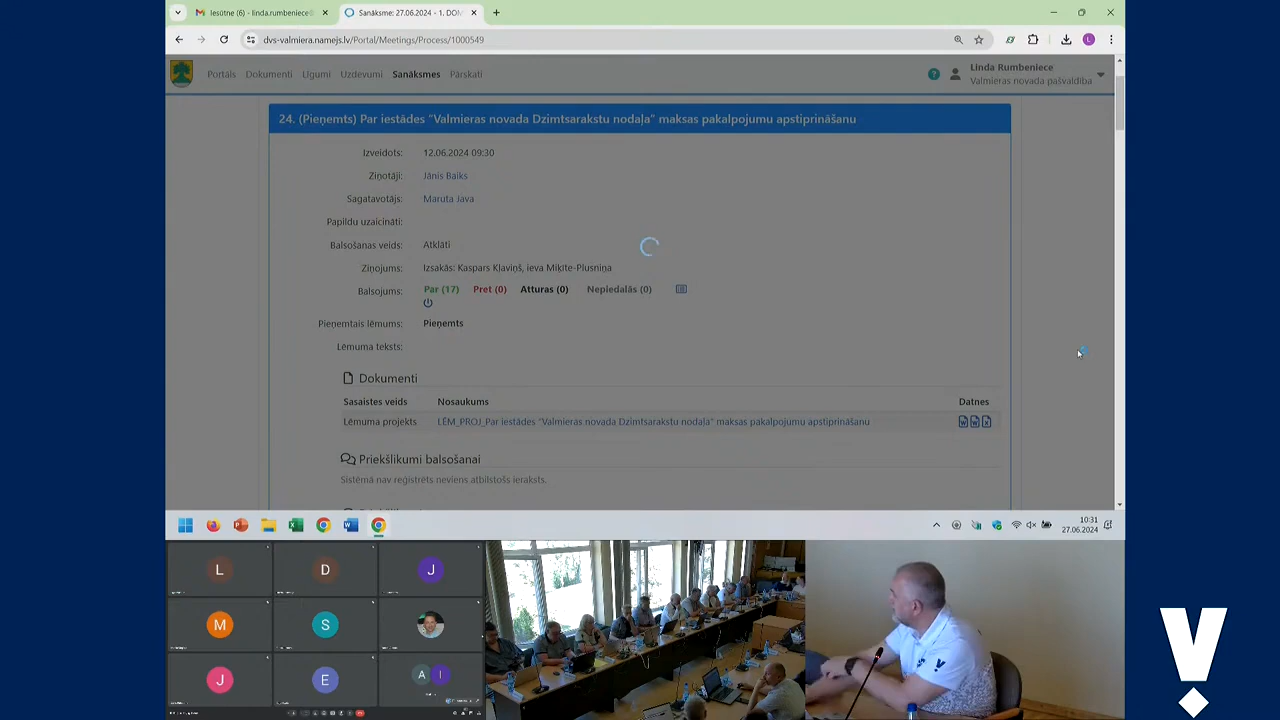 Iesūtne (6) - linda.rumbeniece@
Sanāksme: 27.06.2024 - 1. DOM
dvs-valmiera.namejs.lv/Portal/Meetings/Process/1000549
Portāls Dokumenti Līgumi Uzdevumi Sanāksmes Pārskati
Linda Rumbeniece
Valmieras novada pašvaldība
24. (Pieņemts) Par iestādes "Valmieras novada Dzimtsarakstu nodaļa" maksas pakalpojumu apstiprināšanu
Izveidots: 12.06.2024 09:30
Ziņotāji: Jānis Baiks
Sagatavotājs: Maruta Java
Papildu uzaicināti:
Balsošanas veids: Atklāti
Ziņojums: Izsakās: Kaspars Kļaviņš, ieva Miķīte-Plusniņa
Balsojums: Par (17) Pret (0) Atturas (0) Nepiedalās (0)
Pieņemtais lēmums: Pieņemts
Lēmuma teksts:
Dokumenti
Sasaistes veids Nosaukums Datnes
Lēmuma projekts LĒM_PROJ_Par iestādes "Valmieras novada Dzimtsarakstu nodaļa" maksas pakalpojumu apstiprināšanu
Priekšlikumi balsošanai
Sistēmā nav reģistrēts neviens atbilstošs ieraksts.
10:31
27.06.2024
L D J
M S
J E A I